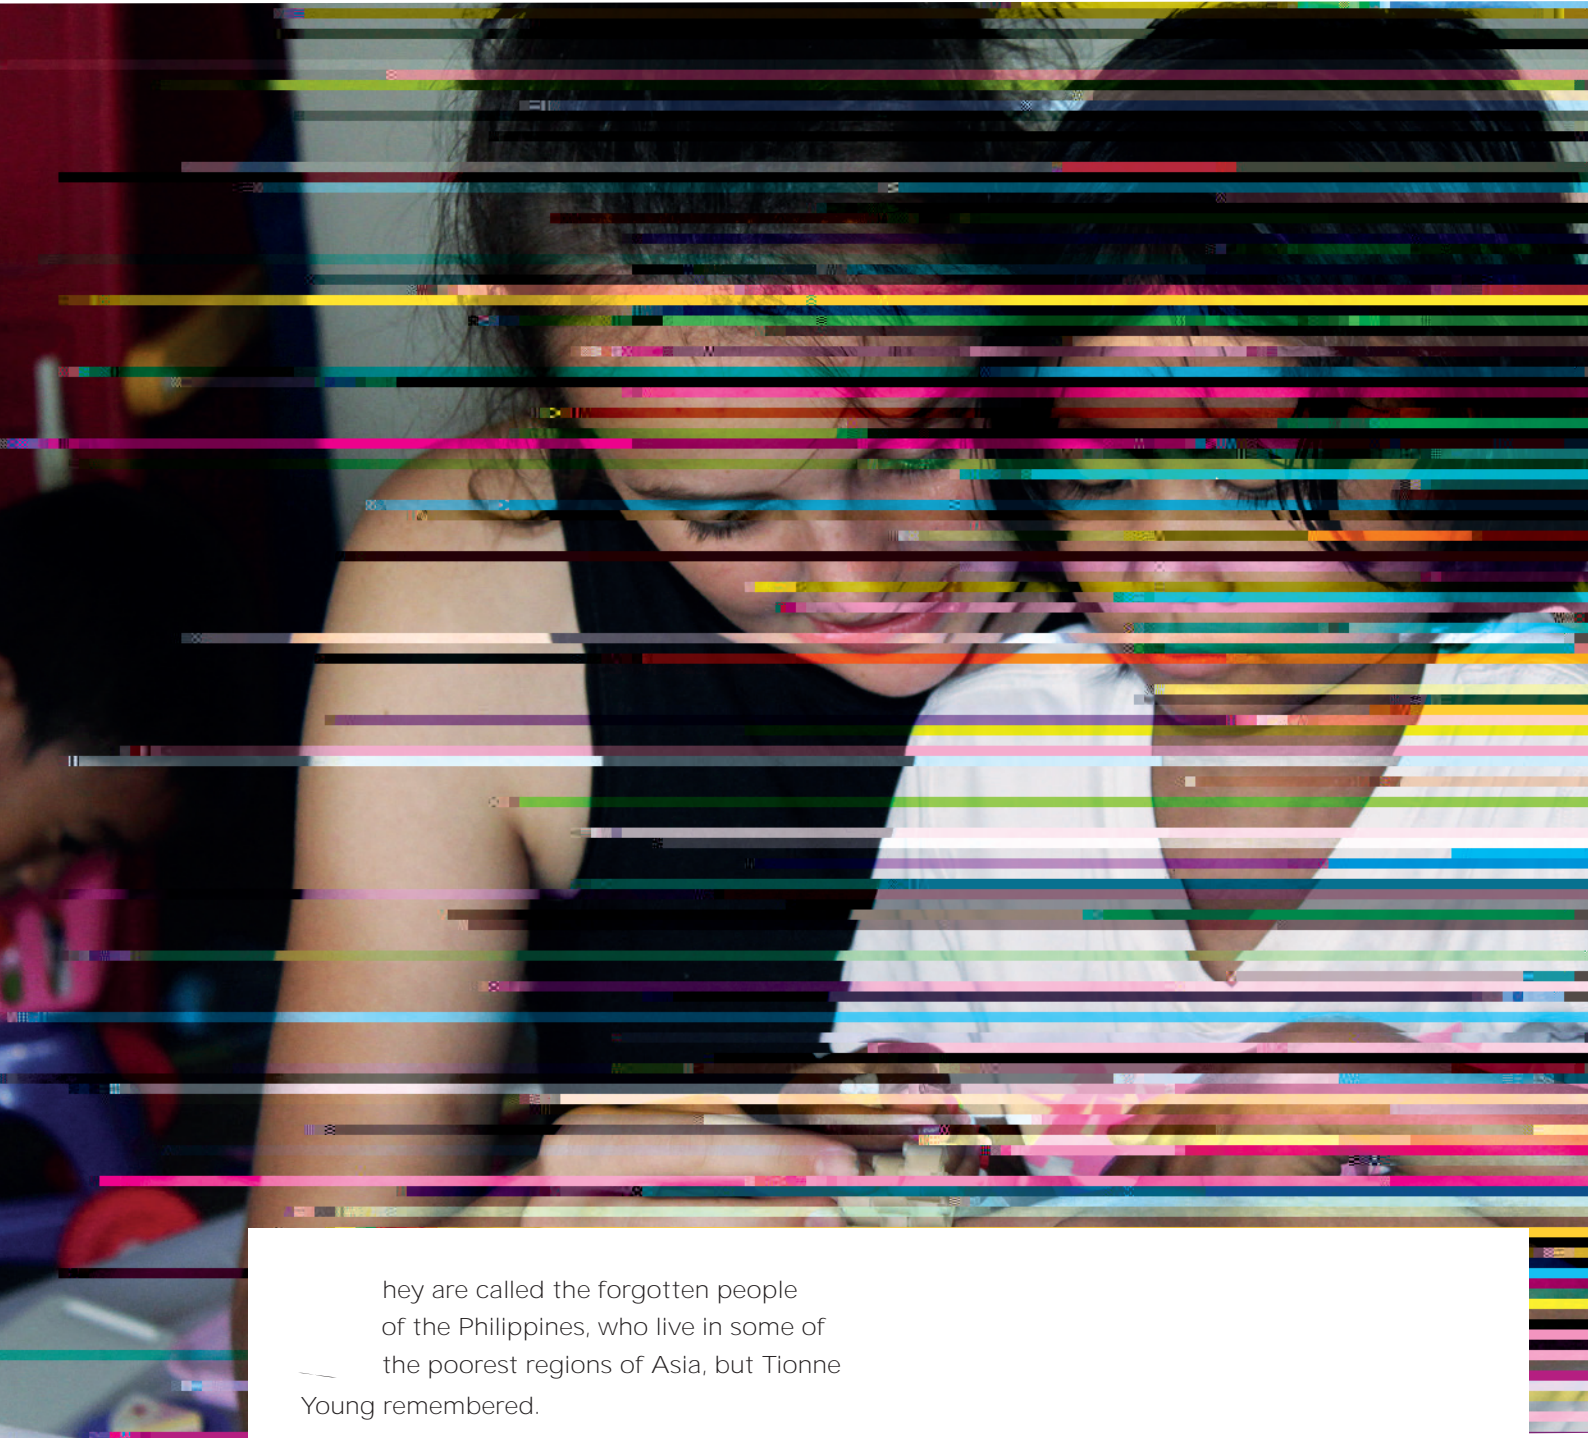 hey are called the forgotten people
of the Philippines, who live in some of
the poorest regions of Asia, but Tionne
Young remembered.